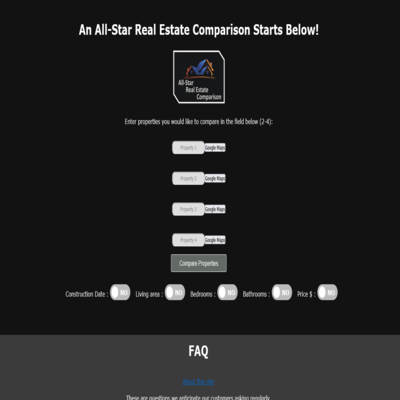 An All-Star Real Estate Comparison Starts Below!
All-Star
Real Estate
Comparison
Enter properties you would like to compare in the field below (2-4):
Property 1 Google Maps
Property 2 Google Maps
Property 3 Google Maps
Property 4 Google Maps
Compare Properties
Construction Date : NO Living area : NO Bedrooms : NO Bathrooms : NO Price $ : NO
FAQ
About the site
These are questions we anticipate our customers asking regularly